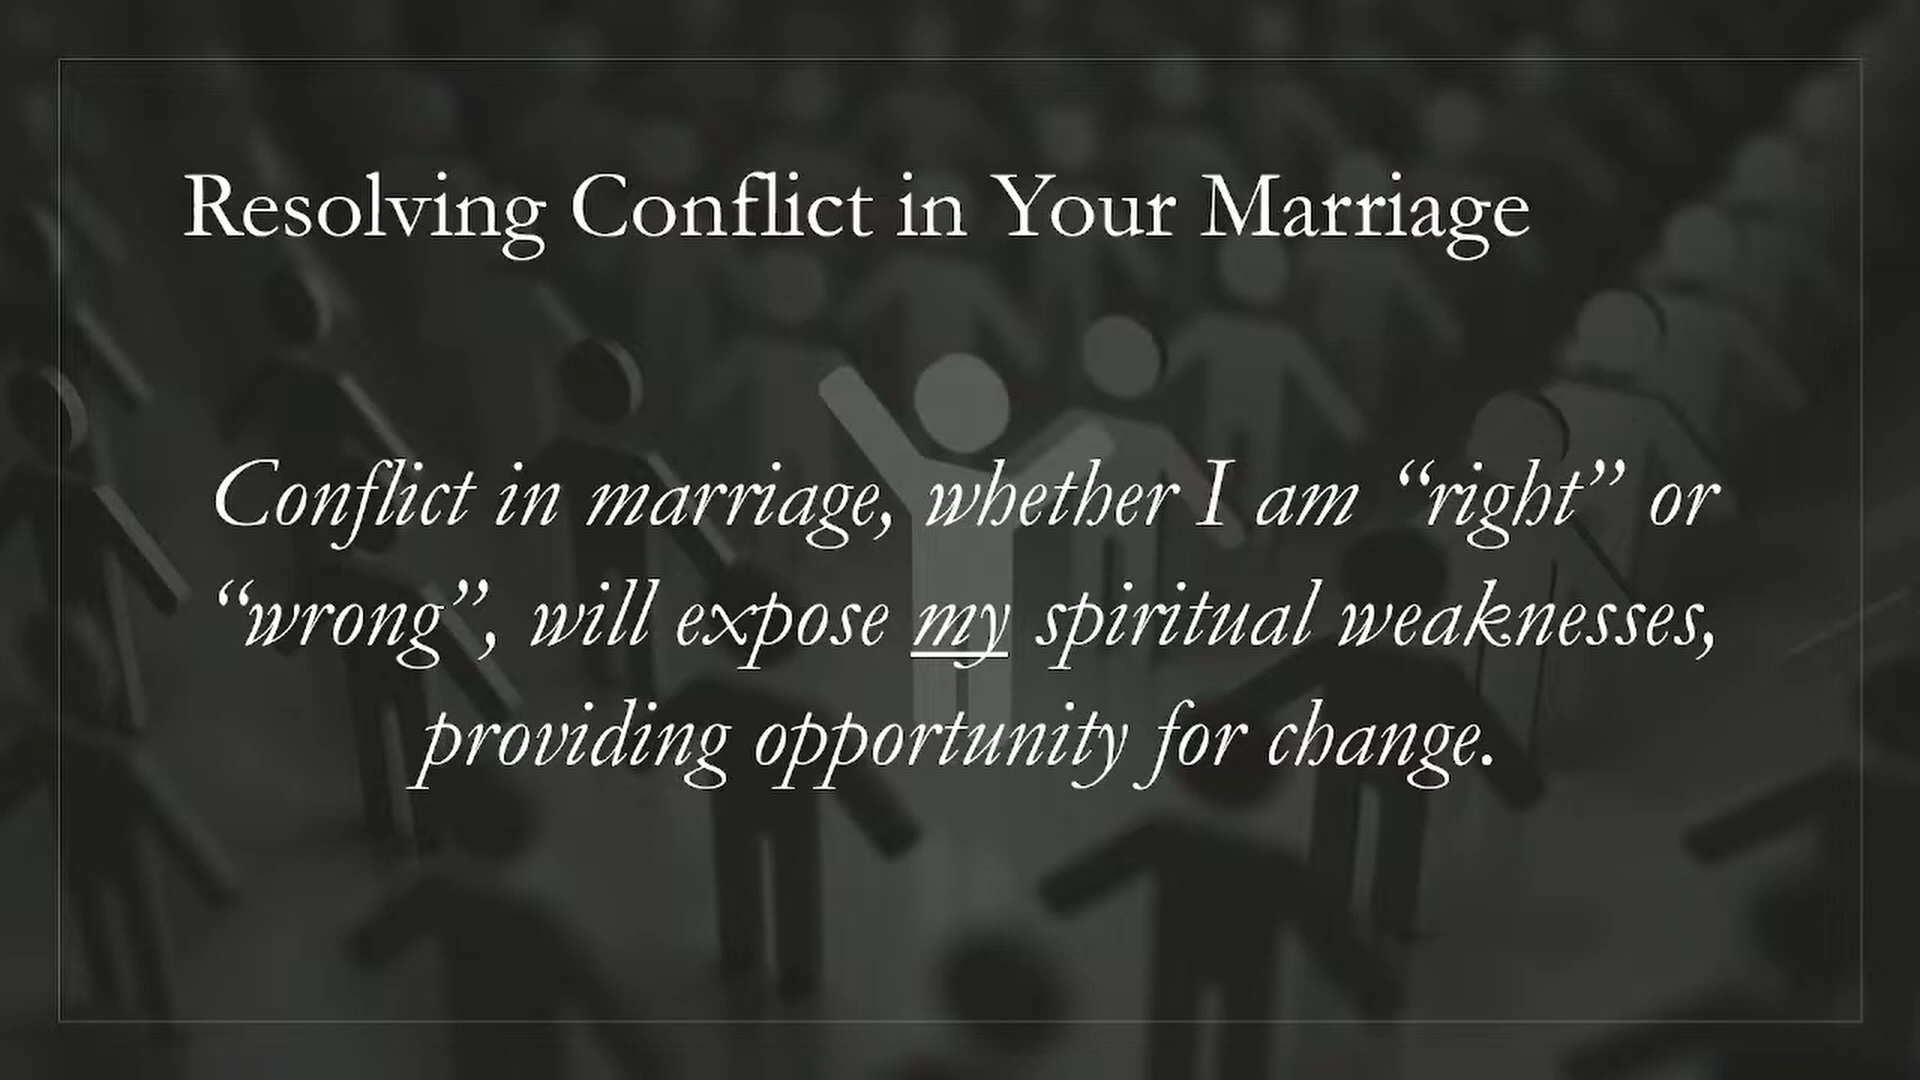 Resolving Conflict in Your Marriage
Conflict in marriage, whether I am “right” or
“wrong”, will expose my spiritual weaknesses,
providing opportunity for change.